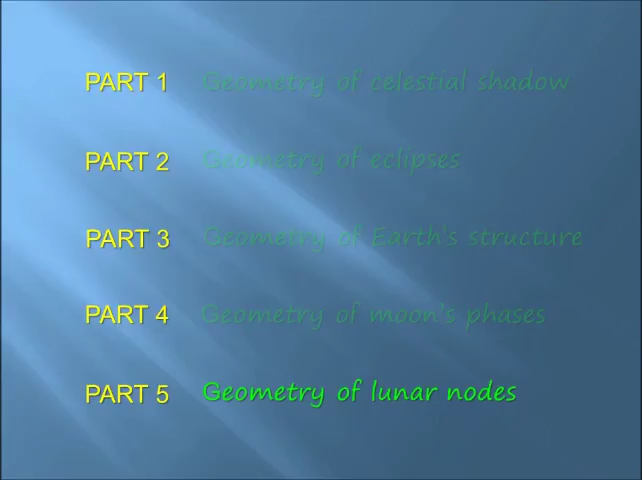 PART 1 Geometry of celestial shadow
PART 2 Geometry of eclipses
PART 3 Geometry of Earth's structure
PART 4 Geometry of moon's phases
PART 5 Geometry of lunar nodes